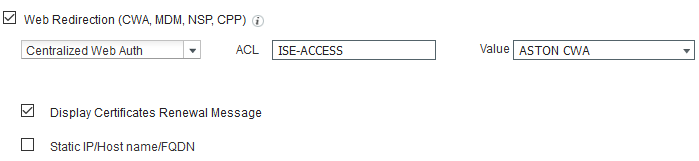 Web Redirection (CWA, MDM, NSP, CPP) i
Centralized Web Auth ACL ISE-ACCESS Value ASTON CWA
Display Certificates Renewal Message
Static IP/Host name/FQDN